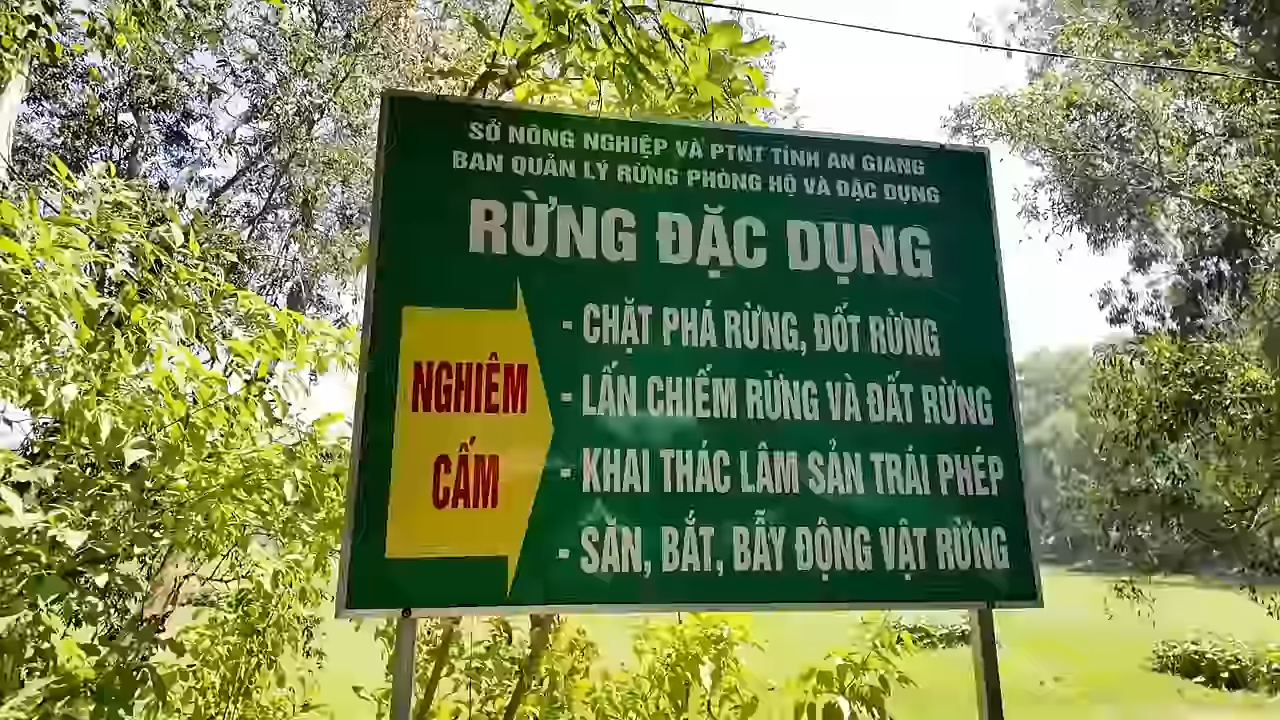 SỞ NÔNG NGHIỆP VÀ PTNT TỈNH AN GIANG
BAN QUẢN LÝ RỪNG PHÒNG HỘ VÀ ĐẶC DỤNG
RỪNG ĐẶC DỤNG
NGHIÊM
CẤM
- CHẶT PHÁ RỪNG, ĐỐT RỪNG
- LẤN CHIẾM RỪNG VÀ ĐẤT RỪNG
- KHAI THÁC LÂM SẢN TRÁI PHÉP
- SĂN, BẮT, BẪY ĐỘNG VẬT RỪNG